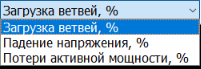 Загрузка ветвей, %
Загрузка ветвей, %
Падение напряжения, %
Потери активной мощности, %